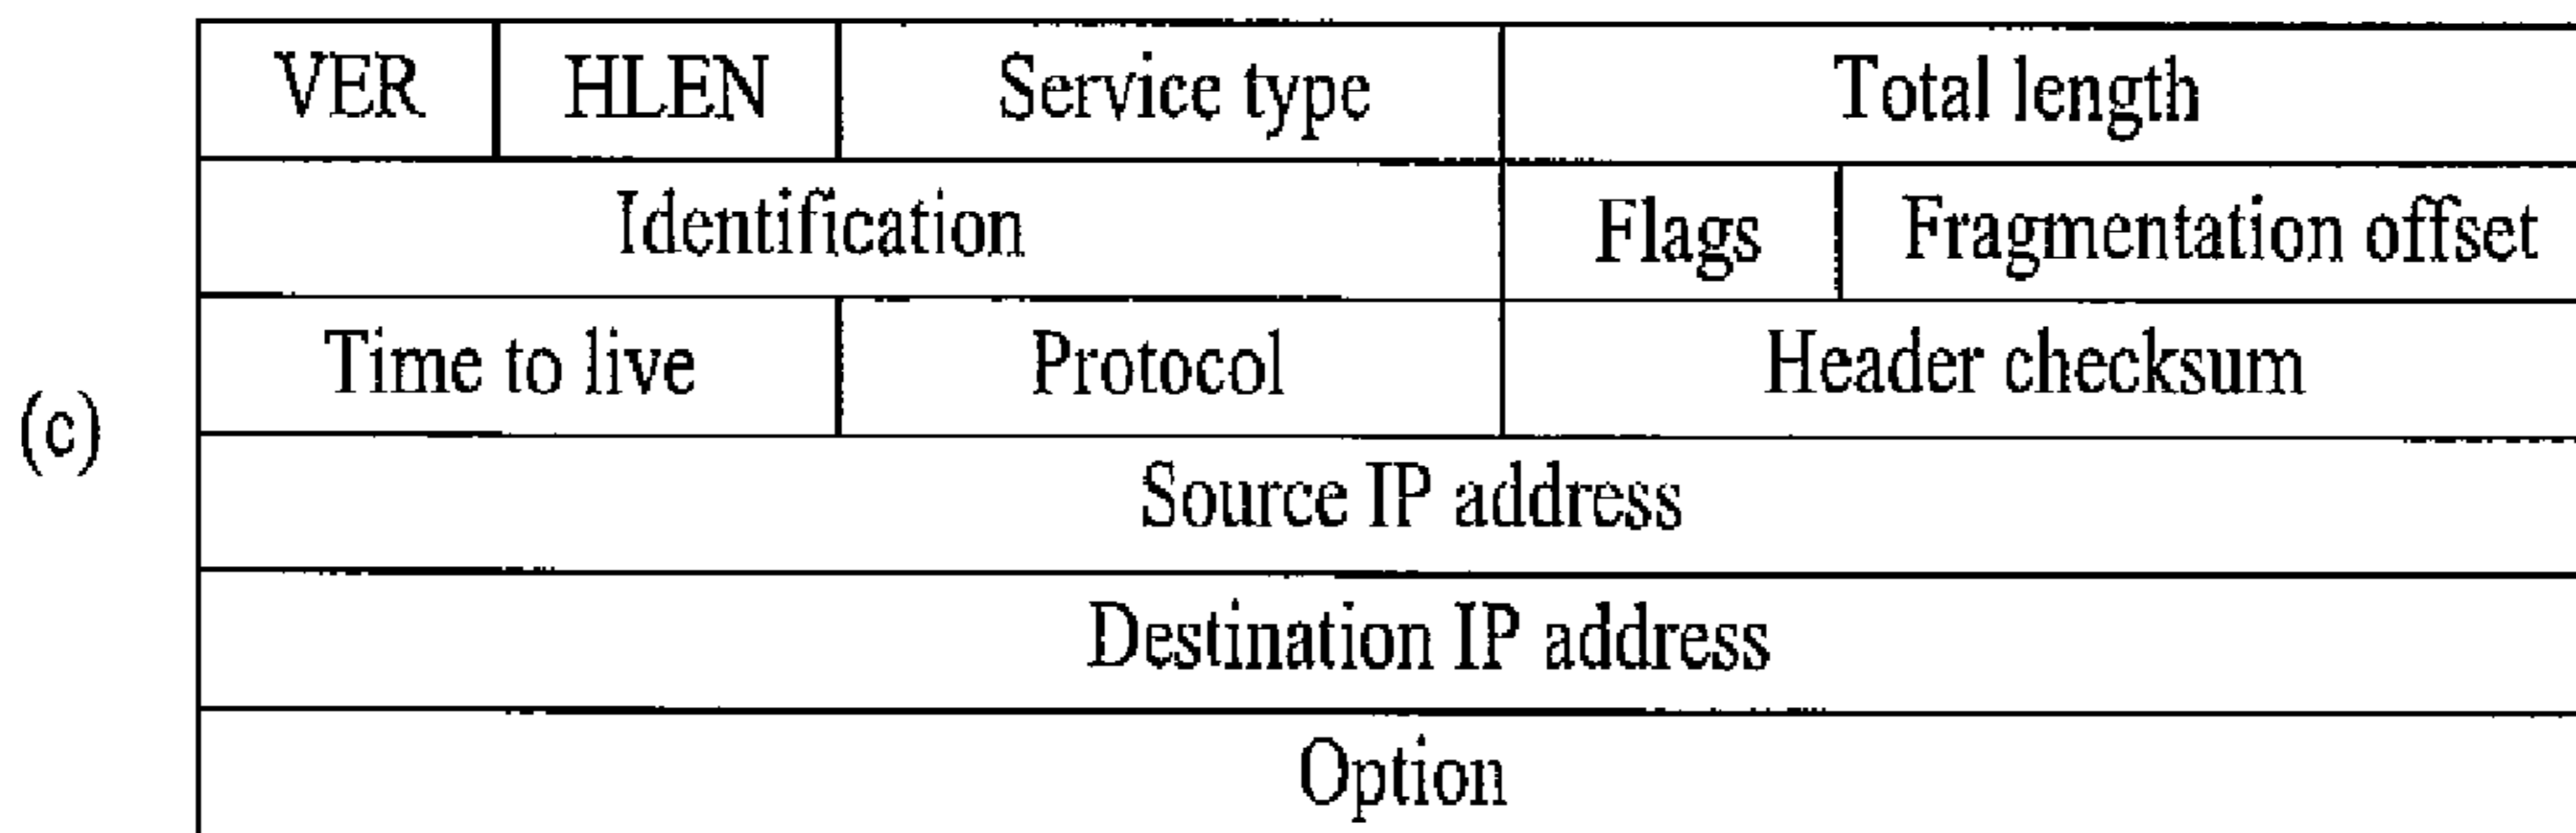 VER HLEN Service type Total length
Identification Flags Fragmentation offset
Time to live Protocol Header checksum
(c)
Source IP address
Destination IP address
Option